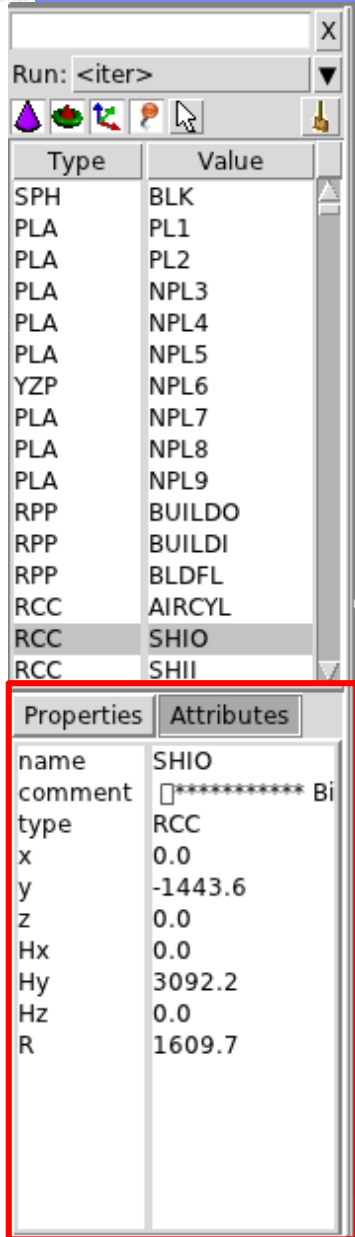 X
Run: <iter>
Type Value
SPH BLK
PLA PL1
PLA PL2
PLA NPL3
PLA NPL4
PLA NPL5
YZP NPL6
PLA NPL7
PLA NPL8
PLA NPL9
RPP BUILDO
RPP BUILDI
RPP BLDFL
RCC AIRCYL
RCC SHIO
RCC SHII
Properties Attributes
name SHIO
comment ▯*********** Bi
type RCC
x 0.0
y -1443.6
z 0.0
Hx 0.0
Hy 3092.2
Hz 0.0
R 1609.7